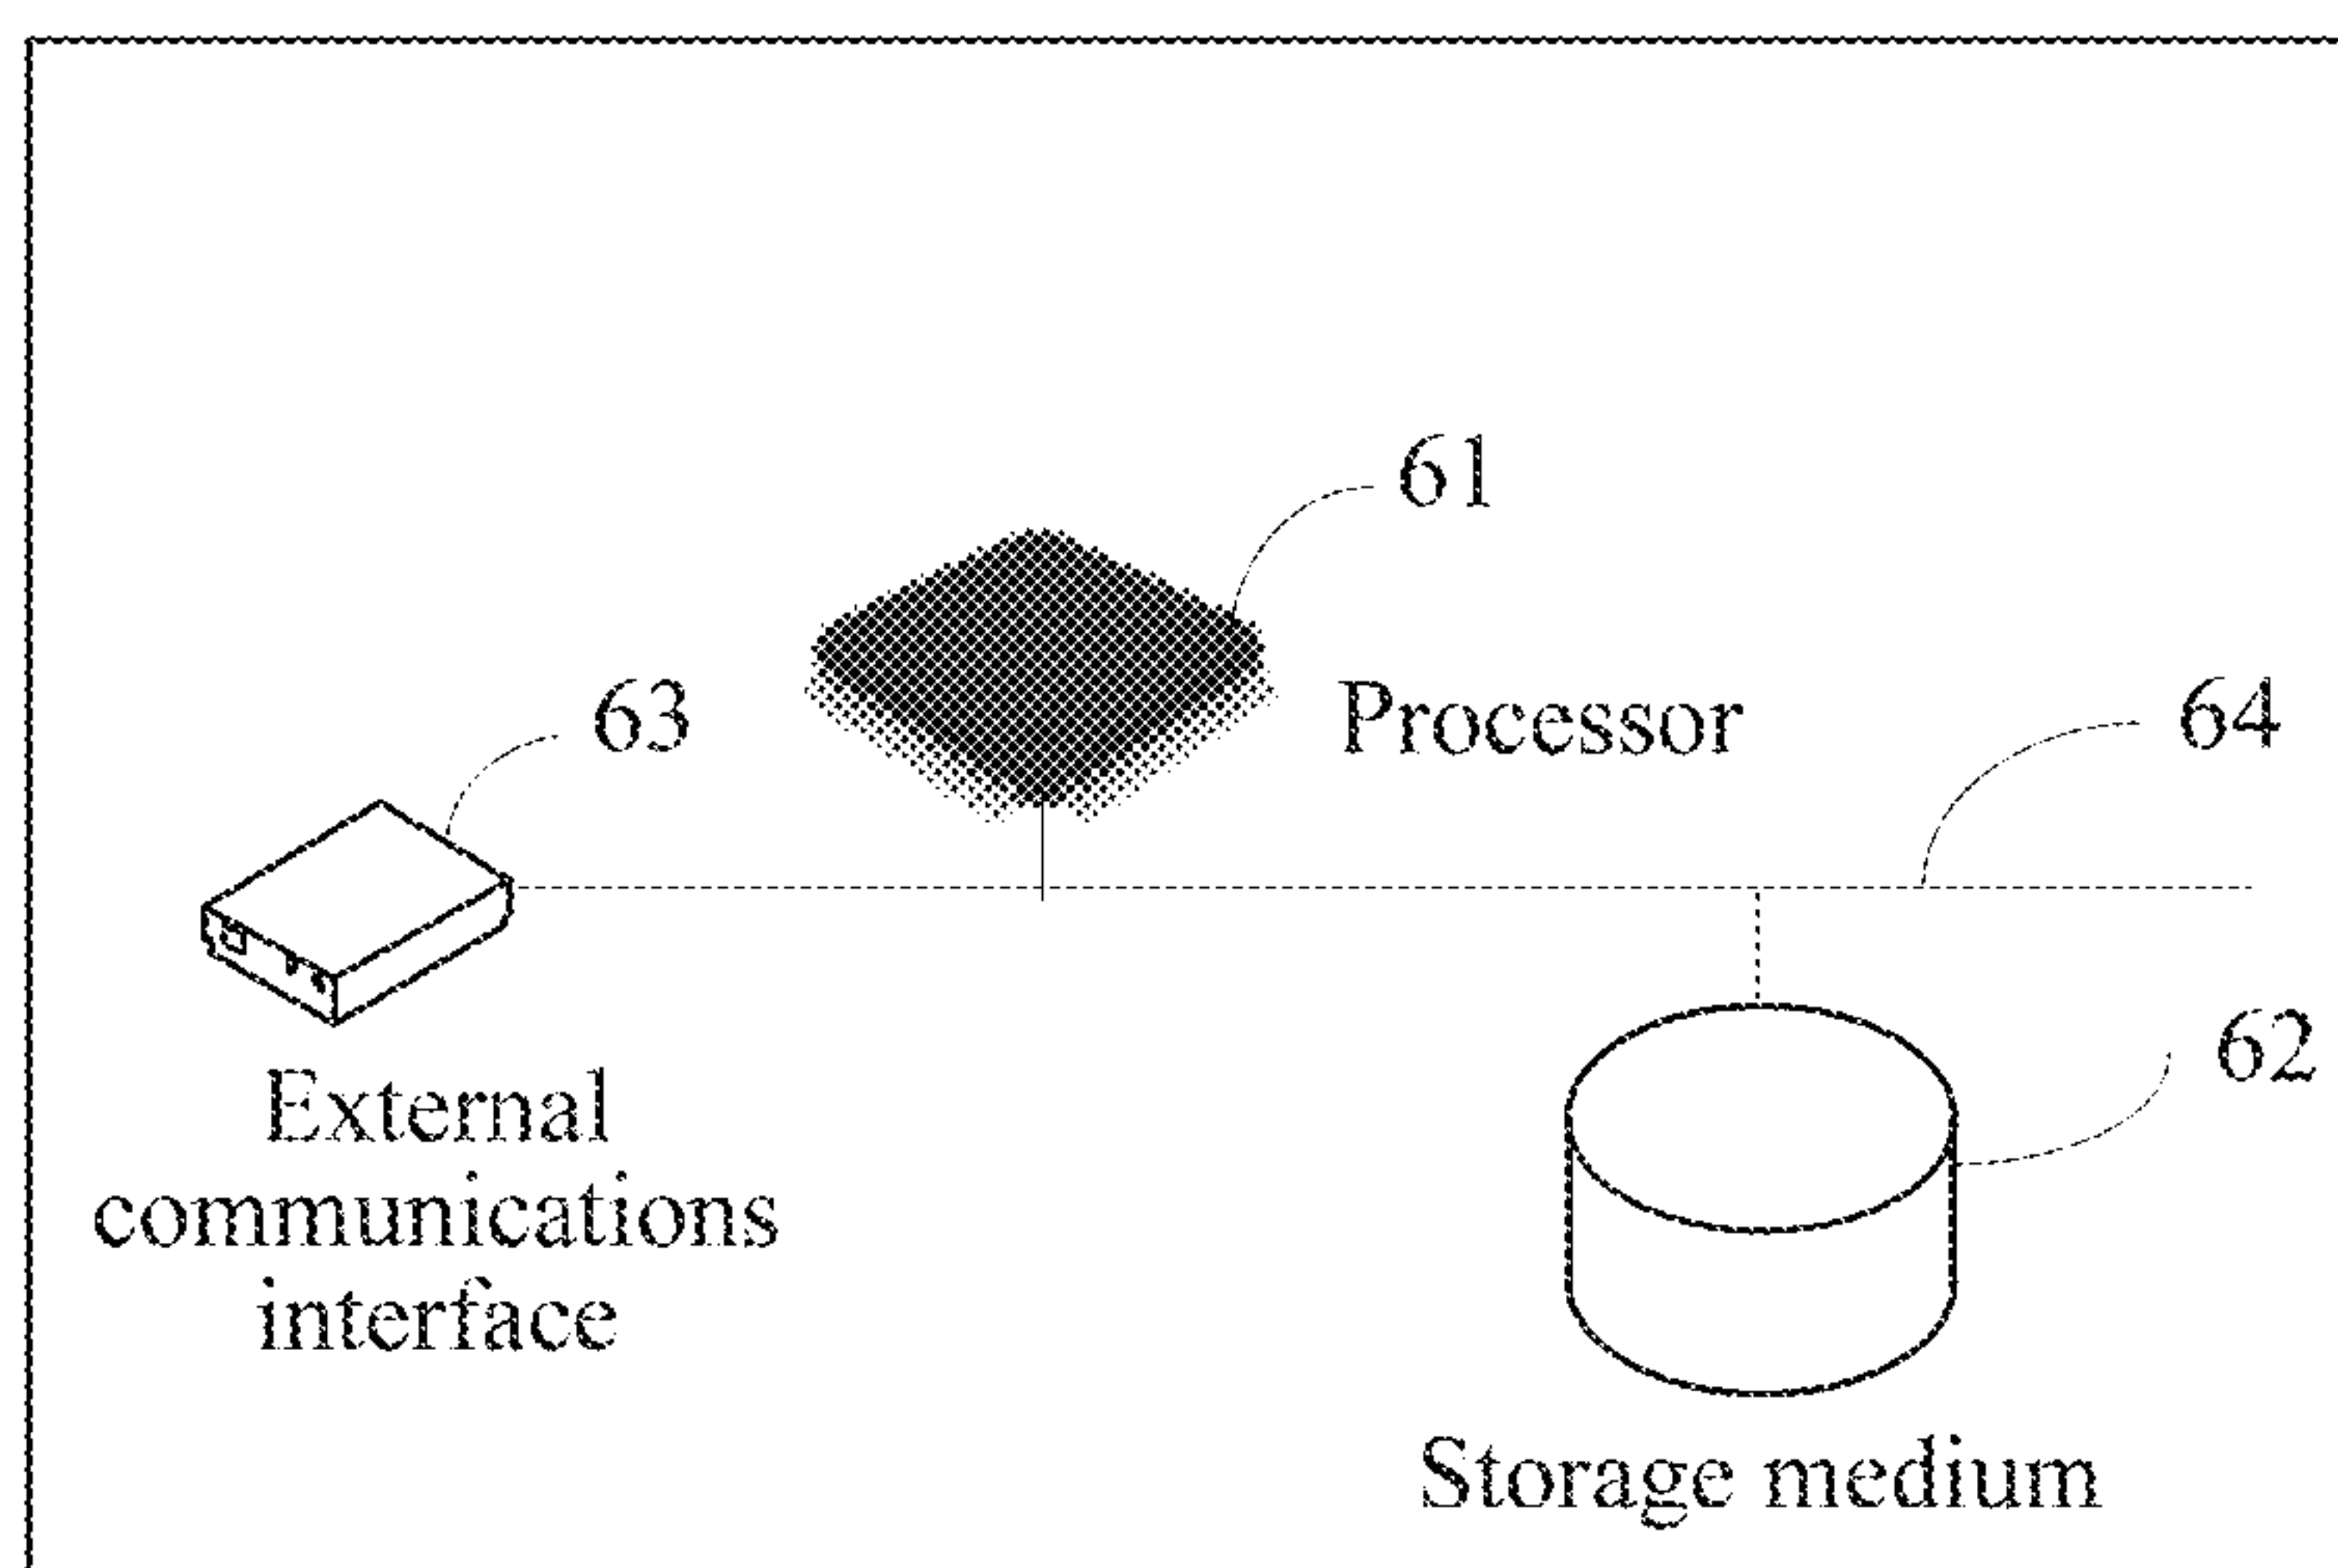 61
63
Processor
64
62
External
communications
interface
Storage medium